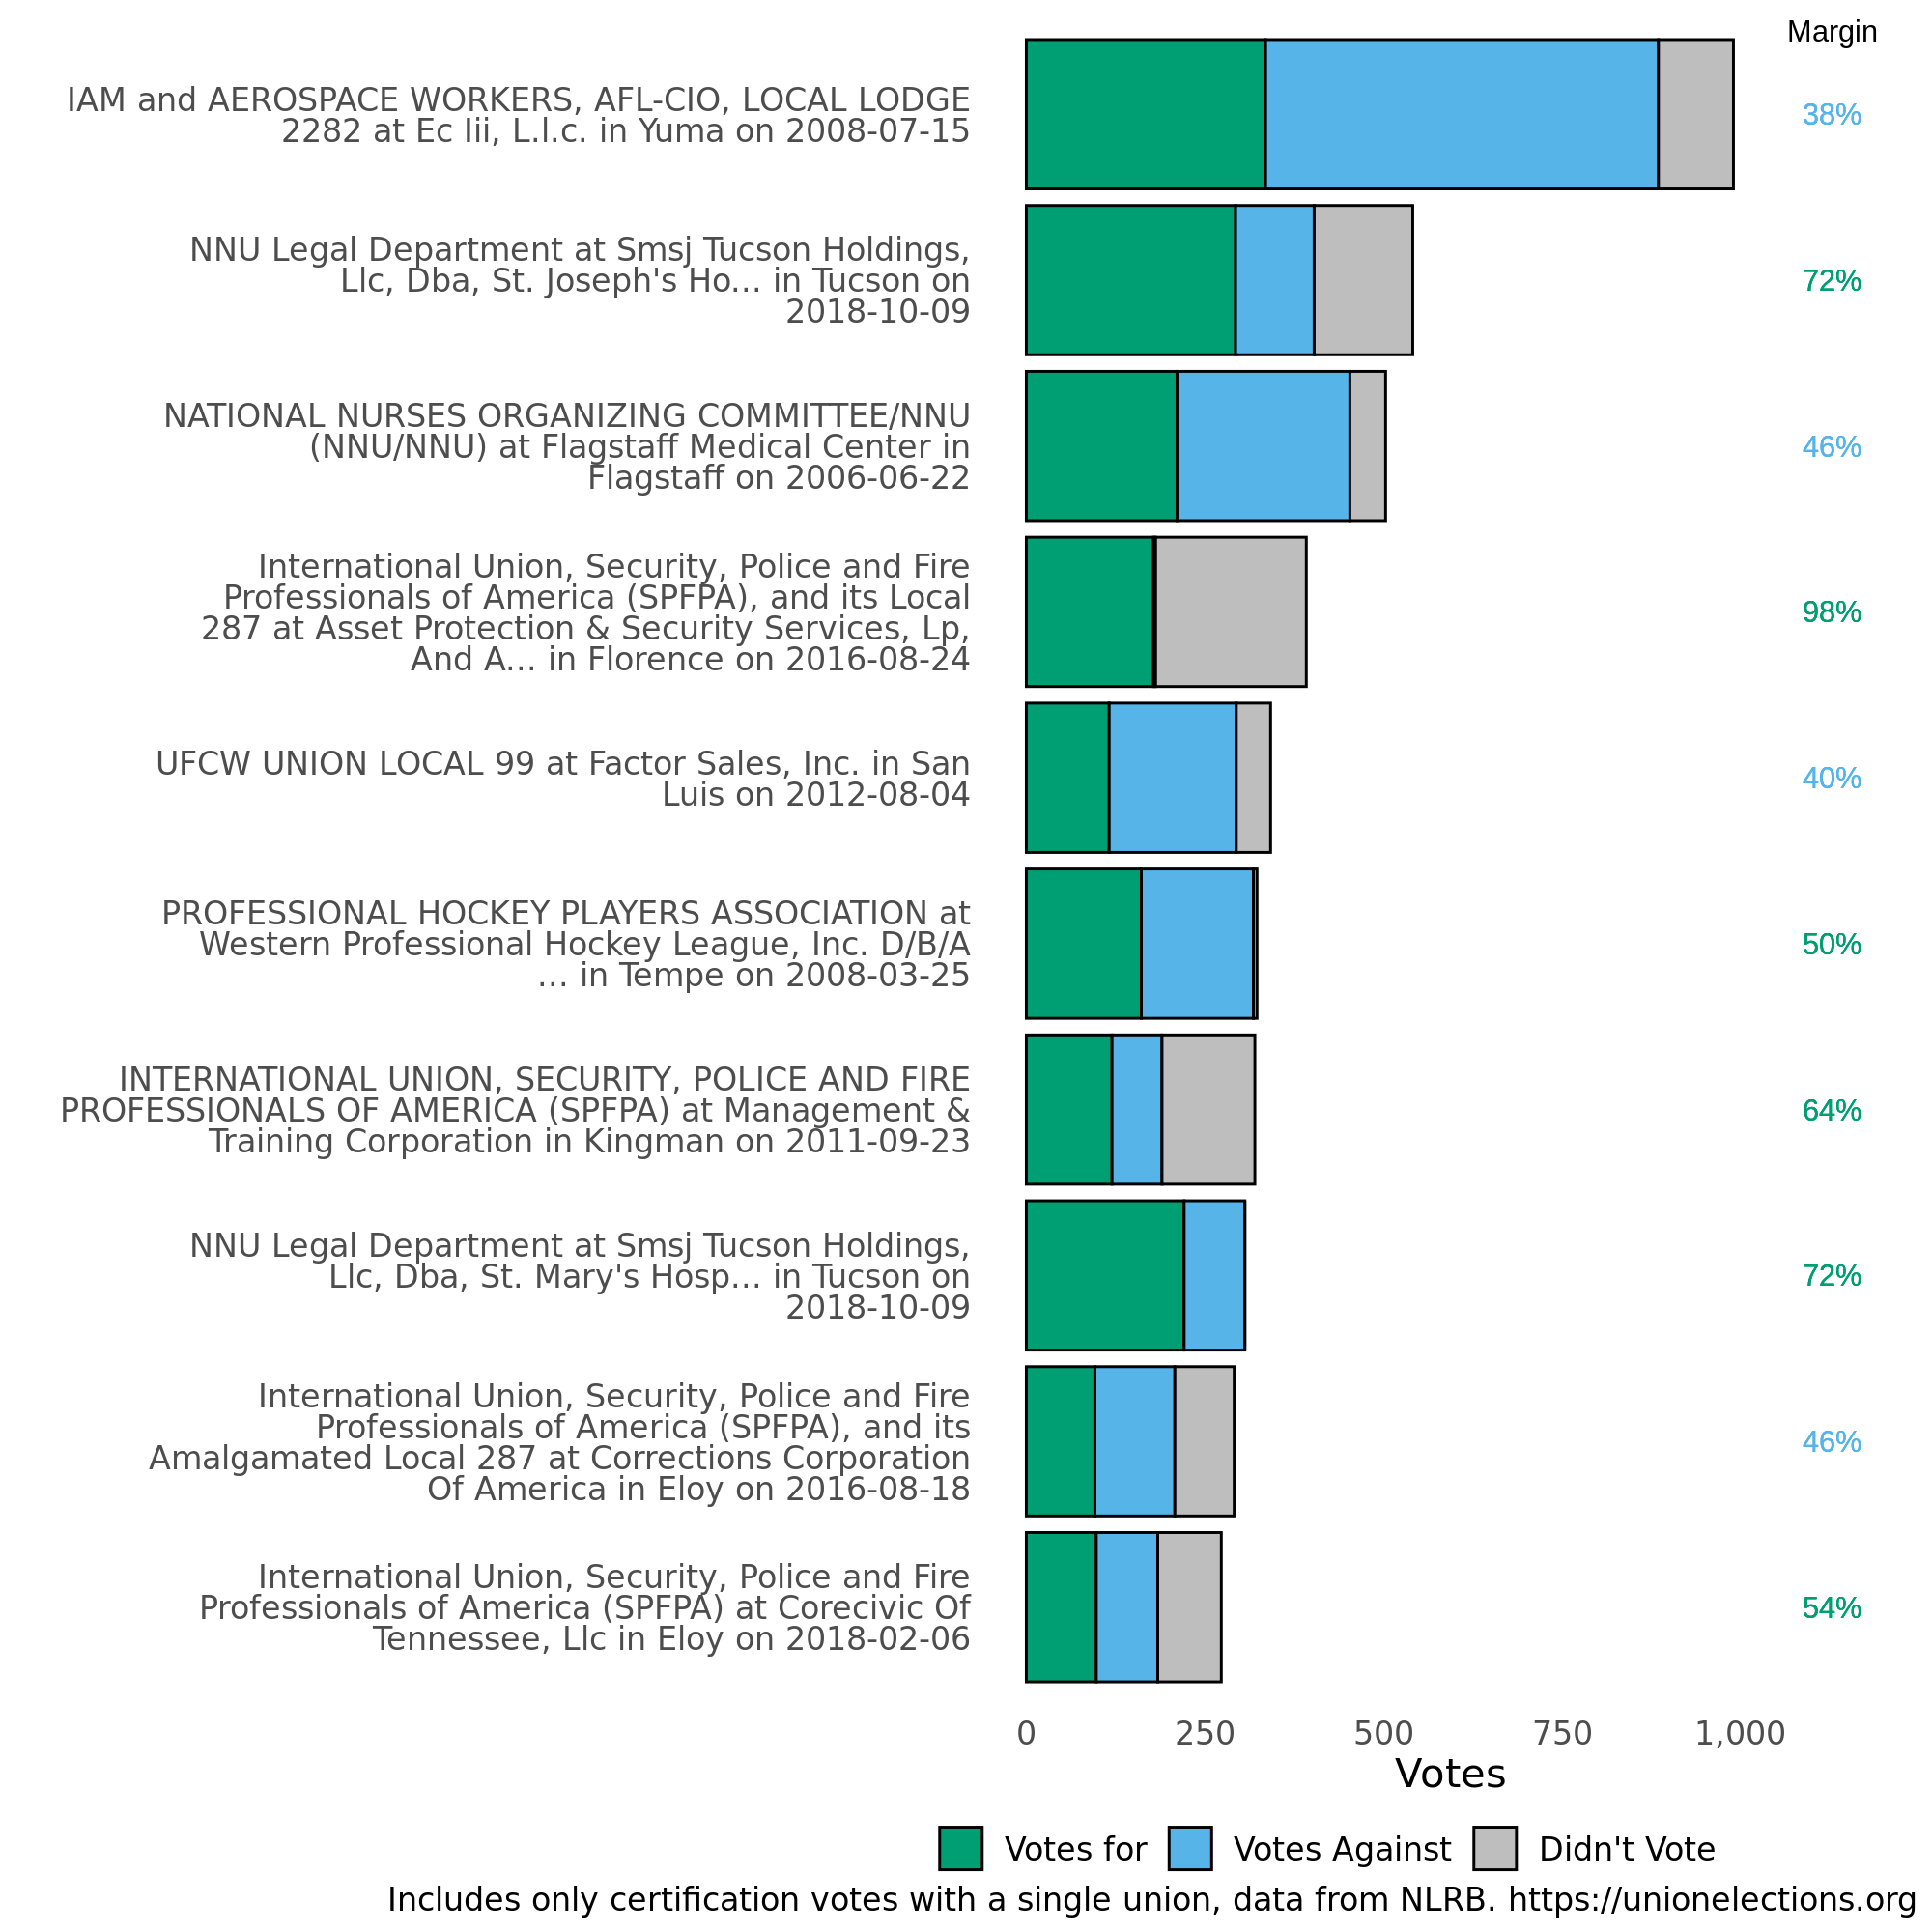 Margin
IAM and AEROSPACE WORKERS, AFL-CIO, LOCAL LODGE
2282 at Ec Iii, L.l.c. in Yuma on 2008-07-15
38%
NNU Legal Department at Smsj Tucson Holdings,
Llc, Dba, St. Joseph's Ho... in Tucson on
2018-10-09
72%
NATIONAL NURSES ORGANIZING COMMITTEE/NNU
(NNU/NNU) at Flagstaff Medical Center in
Flagstaff on 2006-06-22
46%
International Union, Security, Police and Fire
Professionals of America (SPFPA), and its Local
287 at Asset Protection & Security Services, Lp,
And A... in Florence on 2016-08-24
98%
UFCW UNION LOCAL 99 at Factor Sales, Inc. in San
Luis on 2012-08-04
40%
PROFESSIONAL HOCKEY PLAYERS ASSOCIATION at
Western Professional Hockey League, Inc. D/B/A
... in Tempe on 2008-03-25
50%
INTERNATIONAL UNION, SECURITY, POLICE AND FIRE
PROFESSIONALS OF AMERICA (SPFPA) at Management &
Training Corporation in Kingman on 2011-09-23
64%
NNU Legal Department at Smsj Tucson Holdings,
Llc, Dba, St. Mary's Hosp... in Tucson on
2018-10-09
72%
International Union, Security, Police and Fire
Professionals of America (SPFPA), and its
Amalgamated Local 287 at Corrections Corporation
Of America in Eloy on 2016-08-18
46%
International Union, Security, Police and Fire
Professionals of America (SPFPA) at Corecivic Of
Tennessee, Llc in Eloy on 2018-02-06
54%
0 250 500 750 1,000
Votes
Votes for Votes Against Didn't Vote
Includes only certification votes with a single union, data from NLRB. https://unionelections.org